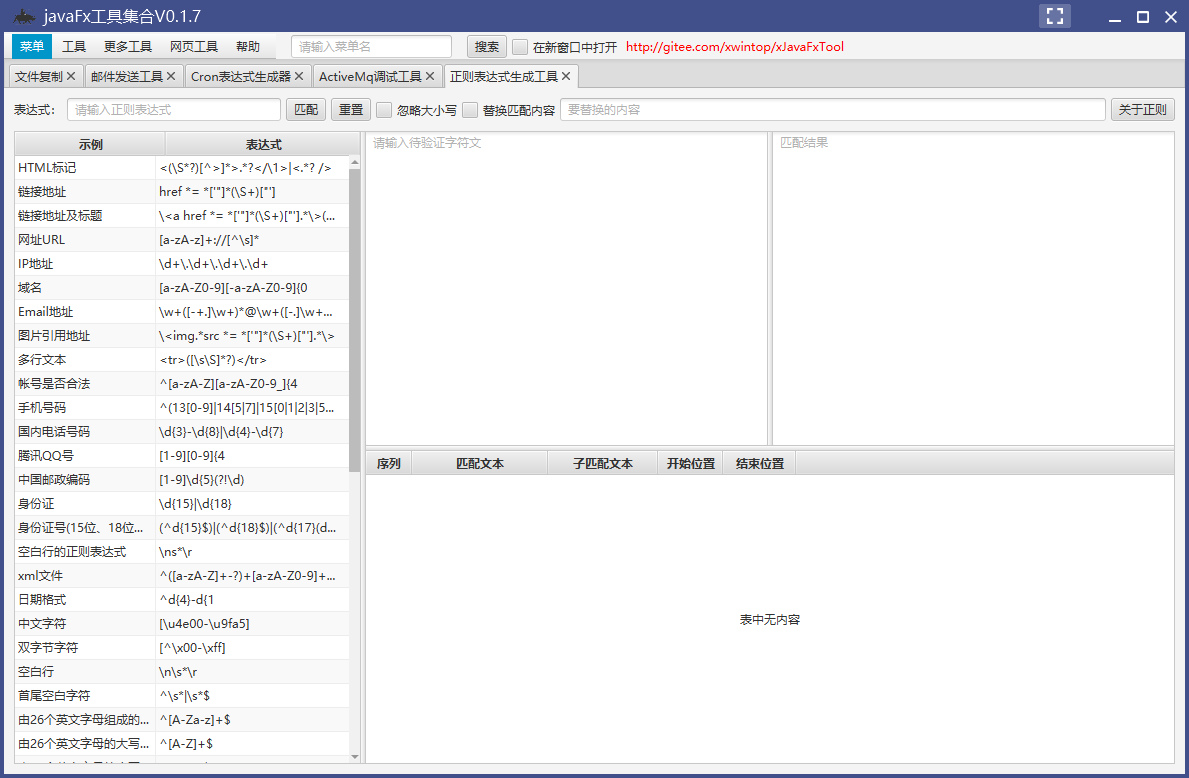 javaFx工具集合V0.1.7
菜单 工具 更多工具 网页工具 帮助 请输入菜单名 搜索 在新窗口中打开 http://gitee.com/xwintop/xJavaFxTool
文件复制 邮件发送工具 Cron表达式生成器 ActiveMq调试工具 正则表达式生成工具
表达式: 请输入正则表达式 匹配 重置 忽略大小写 替换匹配内容 要替换的内容 关于正则
示例 表达式
HTML标记 <(\S*?)[^>]*>.*?</\1>|<.*? />
链接地址 href *= *['"]*(\S+)["']
链接地址及标题 \<a href *= *['"]*(\S+)["'].*\>(...
网址URL [a-zA-z]+://[^\s]*
IP地址 \d+\.\d+\.\d+\.\d+
域名 [a-zA-Z0-9][-a-zA-Z0-9]{0
Email地址 \w+([-+.]\w+)*@\w+([-.]\w+...
图片引用地址 \<img.*src *= *['"]*(\S+)["'].*\>
多行文本 <tr>([\s\S]*?)</tr>
帐号是否合法 ^[a-zA-Z][a-zA-Z0-9_]{4
手机号码 ^(13[0-9]|14[5|7]|15[0|1|2|3|5...
国内电话号码 \d{3}-\d{8}|\d{4}-\d{7}
腾讯QQ号 [1-9][0-9]{4
中国邮政编码 [1-9]\d{5}(?!\d)
身份证 \d{15}|\d{18}
身份证号(15位、18位... (^d{15}$)|(^d{18}$)|(^d{17}(d...
空白行的正则表达式 \ns*\r
xml文件 ^([a-zA-Z]+-?)+[a-zA-Z0-9]+...
日期格式 ^d{4}-d{1
中文字符 [\u4e00-\u9fa5]
双字节字符 [^\x00-\xff]
空白行 \n\s*\r
首尾空白字符 ^\s*|\s*$
由26个英文字母组成的... ^[A-Za-z]+$
由26个英文字母的大写... ^[A-Z]+$
请输入待验证字符文
匹配结果
序列 匹配文本 子匹配文本 开始位置 结束位置
表中无内容